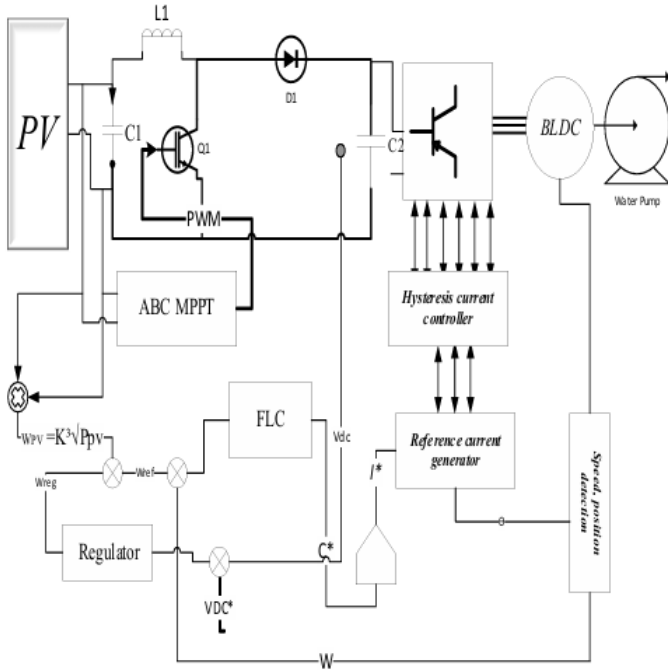 L1
PV
C1
Q1
D1
C2
BLDC
Water Pump
PWM
ABC MPPT
Hysteresis current
controller
WPV =K³√Ppv
FLC
Vdc
Reference current
generator
I*
Speed, position
detection
Wreg
Wref
Regulator
C*
VDC*
W